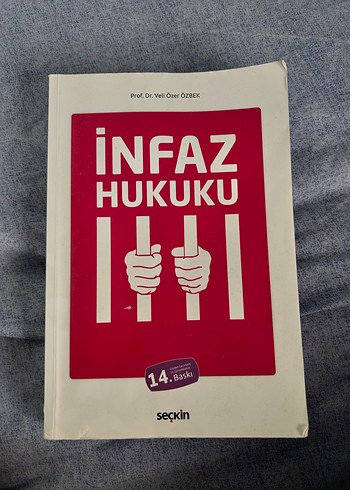 Prof. Dr. Veli Özer ÖZBEK
İNFAZ
HUKUKU
14. Baskı
seçkin